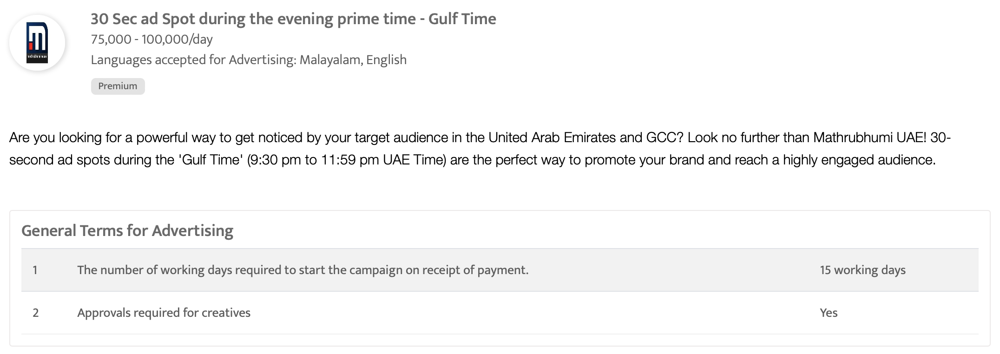 30 Sec ad Spot during the evening prime time - Gulf Time
75,000 - 100,000/day
Languages accepted for Advertising: Malayalam, English
Premium
Are you looking for a powerful way to get noticed by your target audience in the United Arab Emirates and GCC? Look no further than Mathrubhumi UAE! 30-
second ad spots during the 'Gulf Time' (9:30 pm to 11:59 pm UAE Time) are the perfect way to promote your brand and reach a highly engaged audience.
General Terms for Advertising
1 The number of working days required to start the campaign on receipt of payment. 15 working days
2 Approvals required for creatives Yes